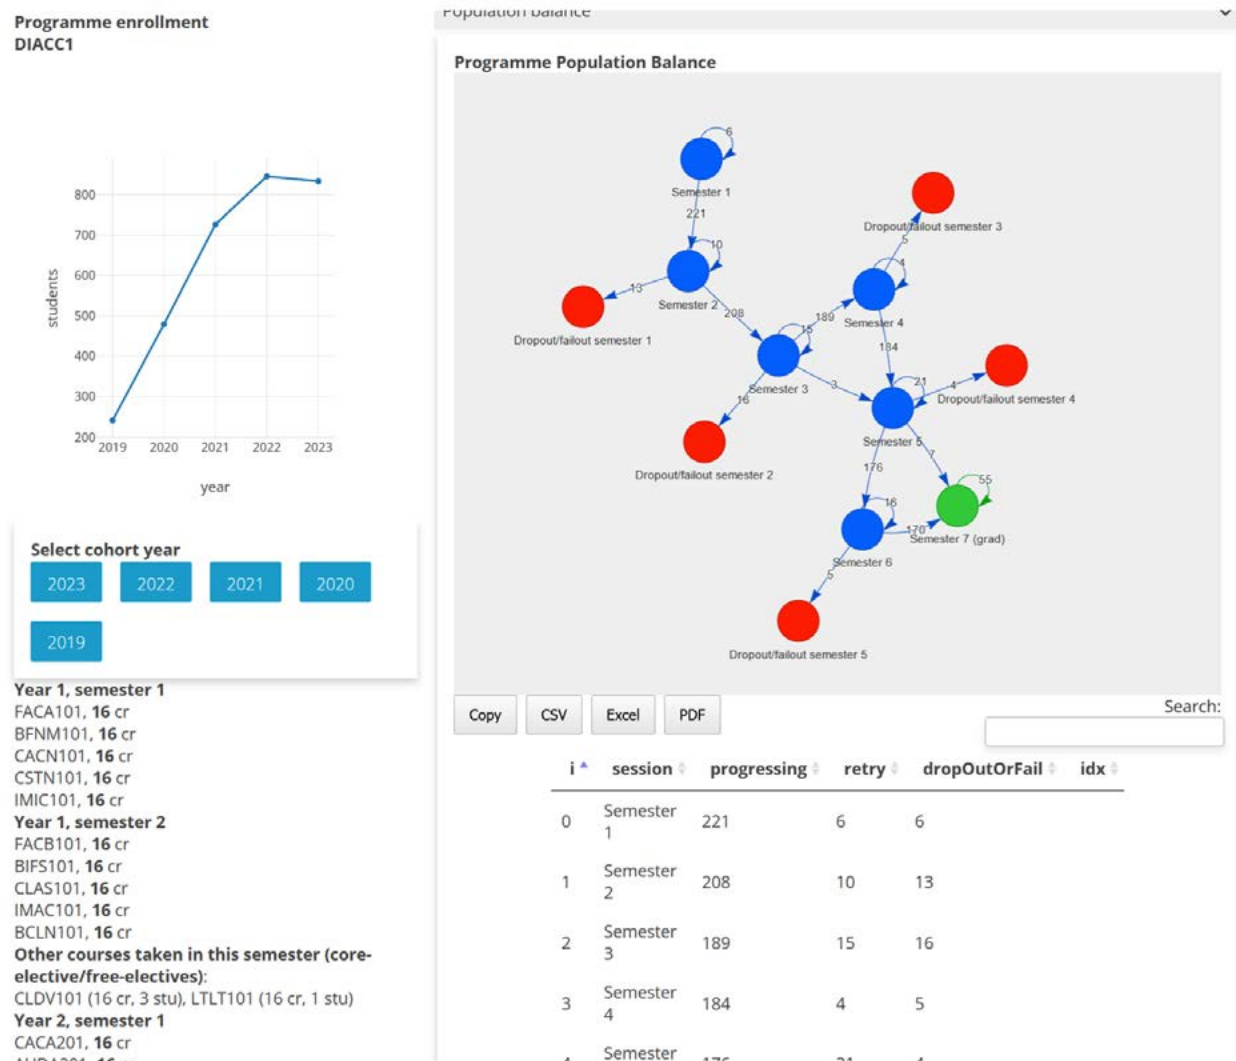 Programme enrollment
DIACC1
800
700
600
500
400
300
200
students
2019 2020 2021 2022 2023
year
Select cohort year
2023 2022 2021 2020
2019
Year 1, semester 1
FACA101, 16 cr
BFNM101, 16 cr
CACN101, 16 cr
CSTN101, 16 cr
IMIC101, 16 cr
Year 1, semester 2
FACB101, 16 cr
BIFS101, 16 cr
CLAS101, 16 cr
IMAC101, 16 cr
BCLN101, 16 cr
Other courses taken in this semester (core-
elective/free-electives):
CLDV101 (16 cr, 3 stu), LTLT101 (16 cr, 1 stu)
Year 2, semester 1
CACA201, 16 cr
Population balance
Programme Population Balance
6
Semester 1
221
10
Semester 2
13
Dropout/failout semester 1
208
15
Semester 3
189
3
16
Dropout/failout semester 2
Dropout/failout semester 3
5
4
Semester 4
184
21
4
Dropout/failout semester 4
Semester 5
176
7
55
16
170
Semester 7 (grad)
Semester 6
5
Dropout/failout semester 5
Copy CSV Excel PDF
Search:
i session progressing retry dropOutOrFail idx
0 Semester 1 221 6 6
1 Semester 2 208 10 13
2 Semester 3 189 15 16
3 Semester 4 184 4 5
Semester